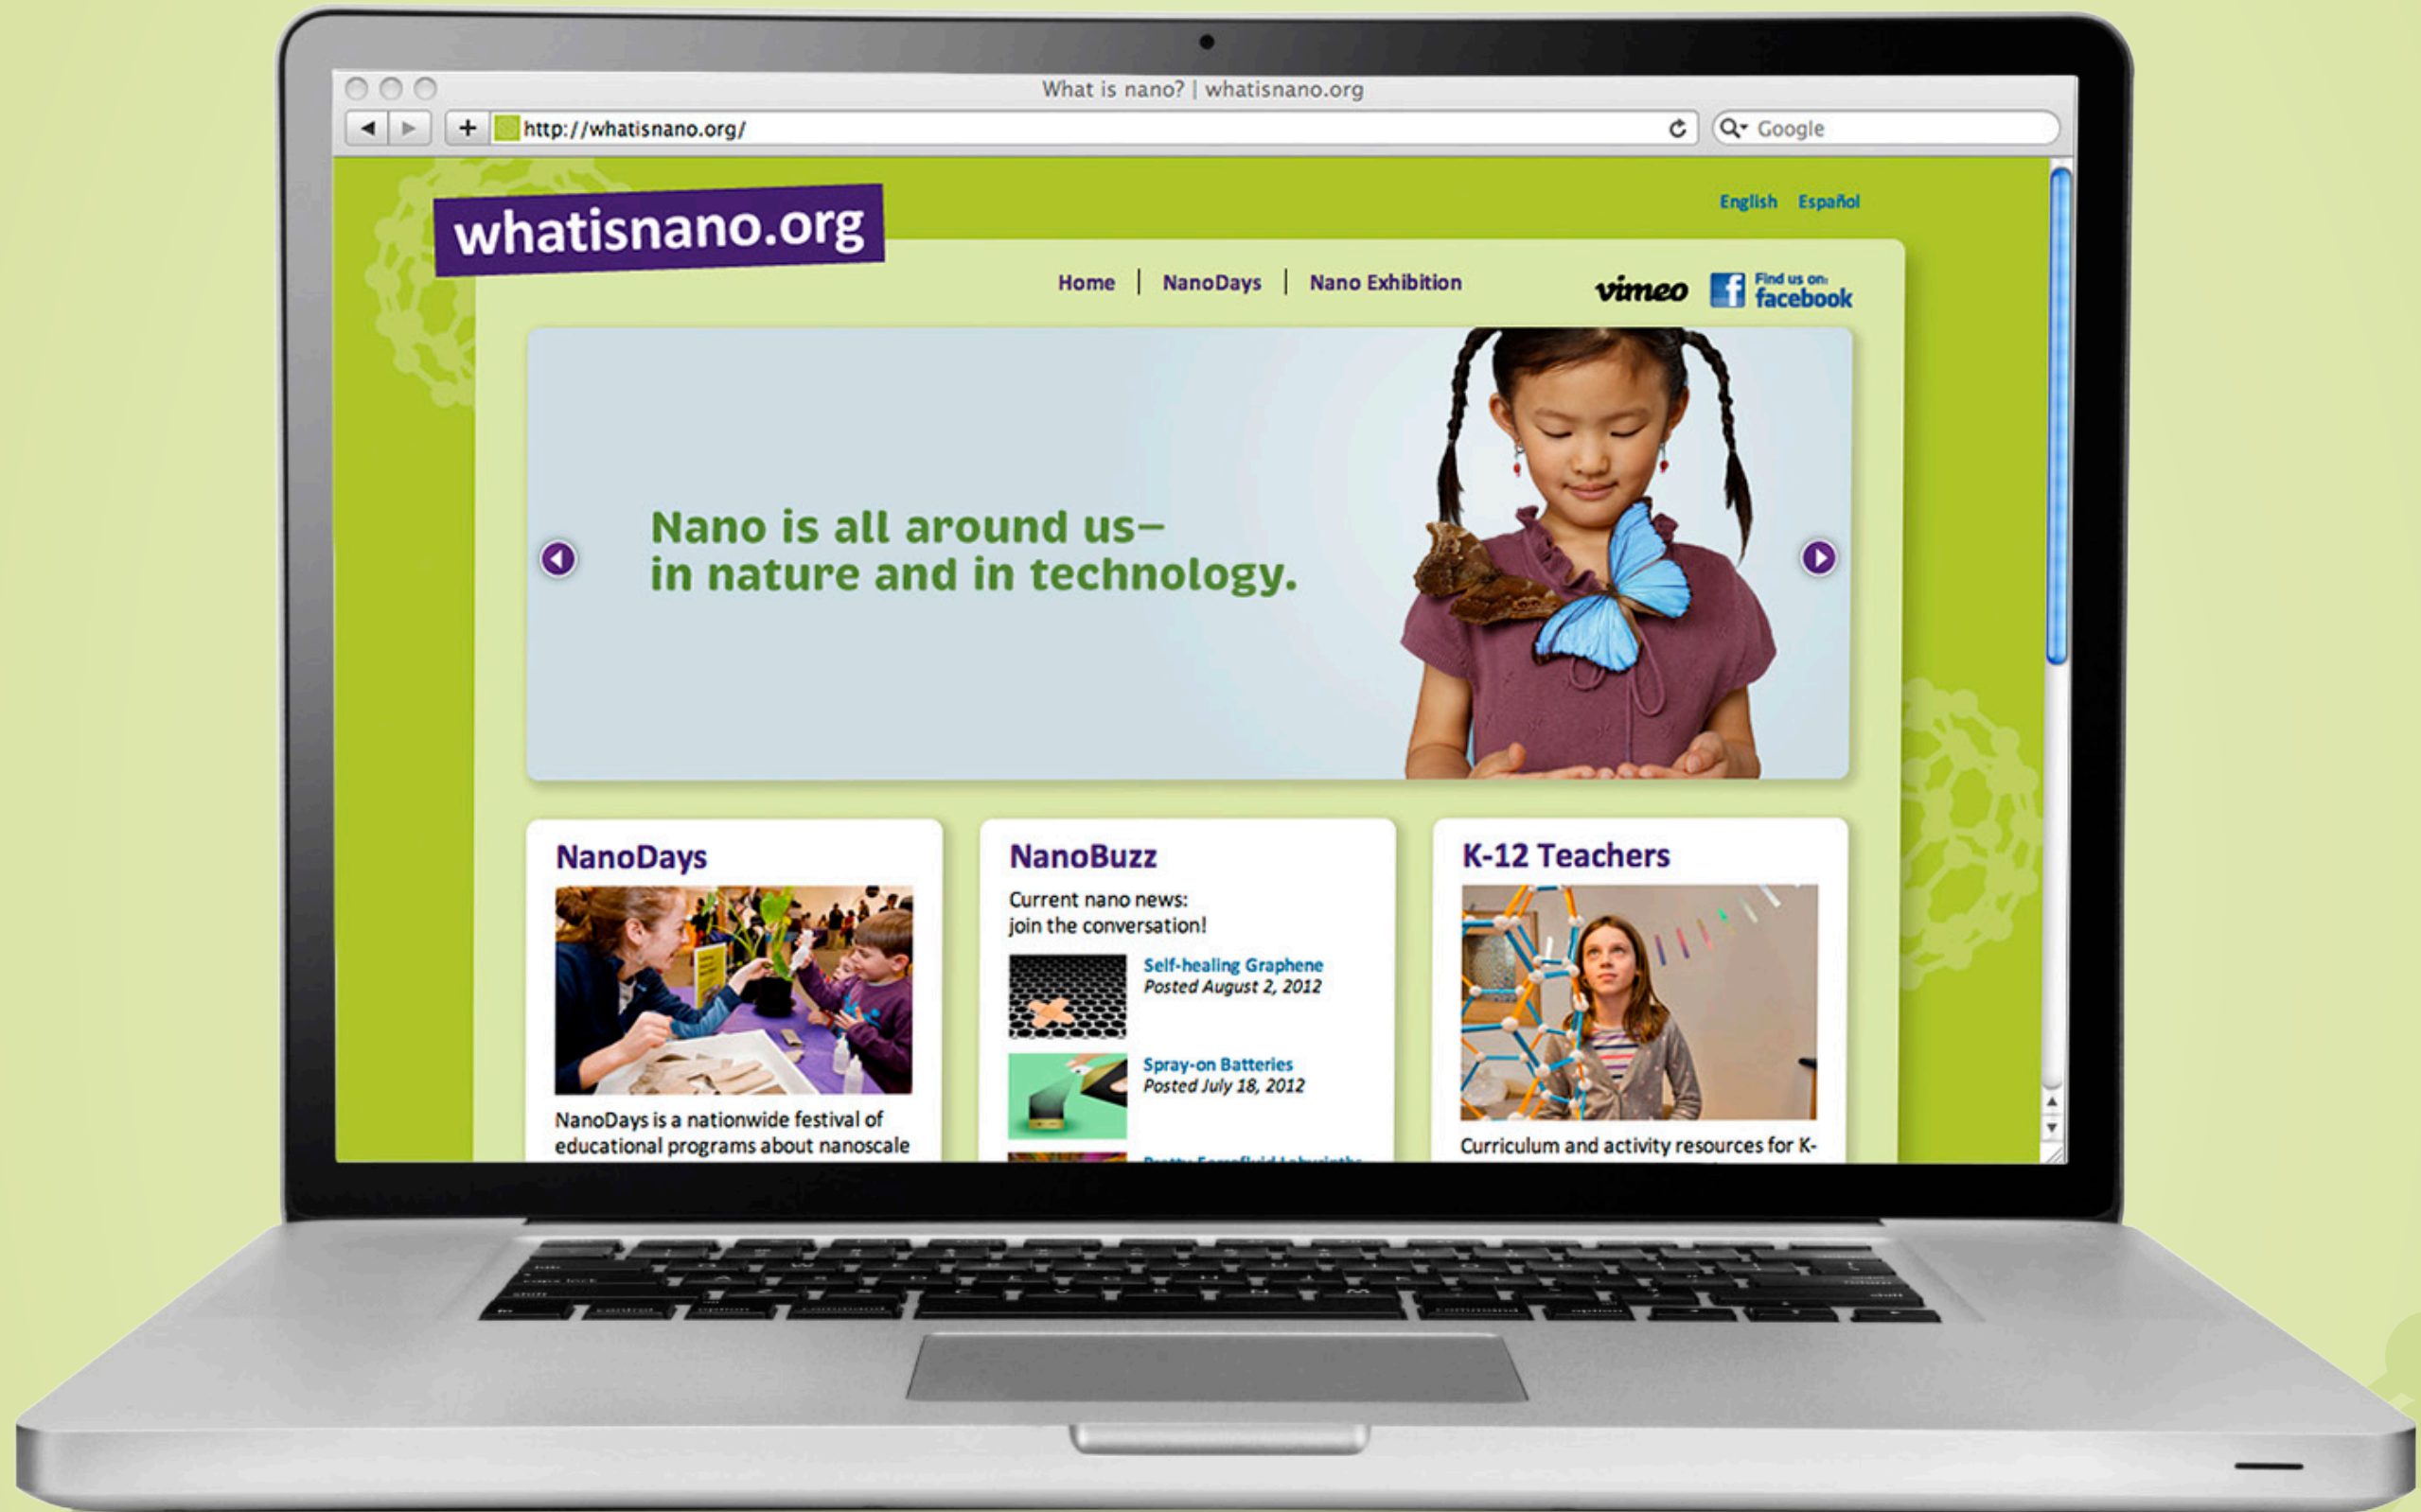 What is nano? | whatisnano.org
http://whatisnano.org/
Google
English Español
whatisnano.org
Home | NanoDays | Nano Exhibition
vimeo
Find us on:
facebook
Nano is all around us–
in nature and in technology.
NanoDays
NanoDays is a nationwide festival of
educational programs about nanoscale
NanoBuzz
Current nano news:
join the conversation!
Self-healing Graphene
Posted August 2, 2012
Spray-on Batteries
Posted July 18, 2012
K-12 Teachers
Curriculum and activity resources for K-